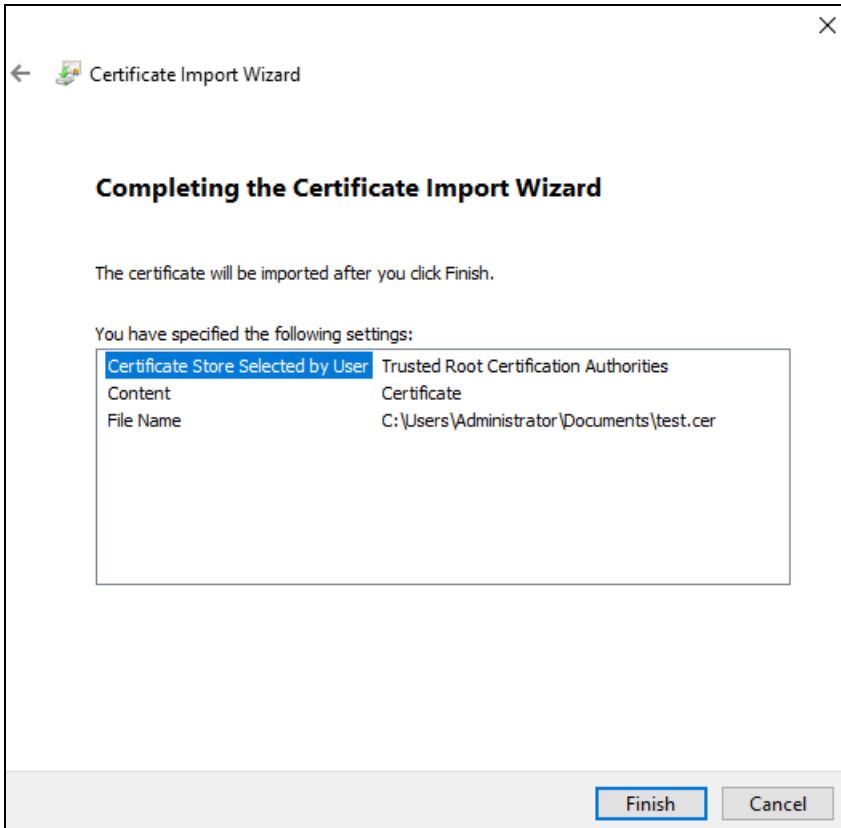 Certificate Import Wizard
Completing the Certificate Import Wizard
The certificate will be imported after you click Finish.
You have specified the following settings:
Certificate Store Selected by User Trusted Root Certification Authorities
Content Certificate
File Name C:\Users\Administrator\Documents\test.cer
Finish Cancel